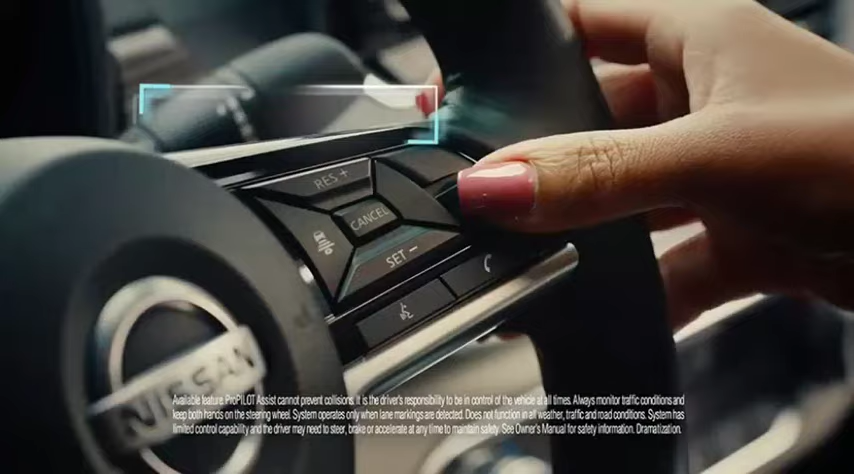 RES +
CANCEL
SET −
NISSAN
Available feature. ProPILOT Assist cannot prevent collisions. It is the driver's responsibility to be in control of the vehicle at all times. Always monitor traffic conditions and
keep both hands on the steering wheel. System operates only when lane markings are detected. Does not function in all weather, traffic and road conditions. System has
limited control capability and the driver may need to steer, brake or accelerate at any time to maintain safety. See Owner's Manual for safety information. Dramatization.